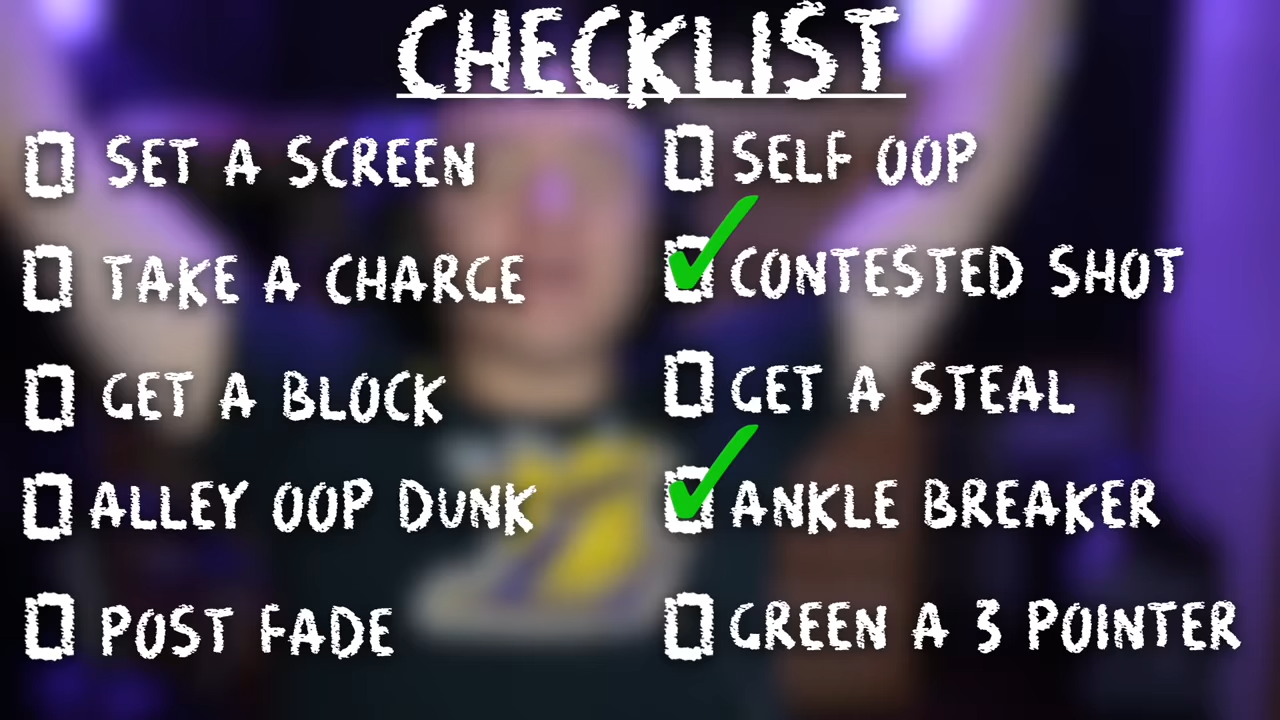 CHECKLIST
SET A SCREEN
TAKE A CHARGE
GET A BLOCK
ALLEY OOP DUNK
POST FADE
SELF OOP
CONTESTED SHOT
GET A STEAL
ANKLE BREAKER
GREEN A 3 POINTER